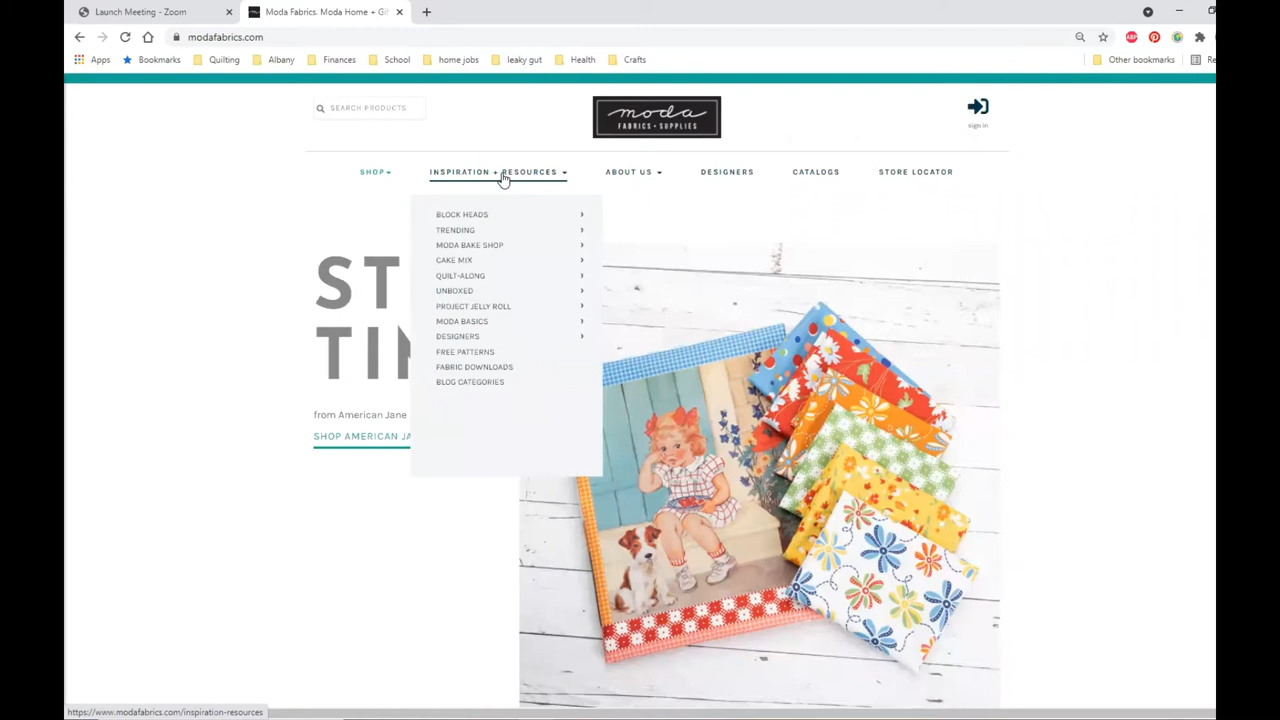 Launch Meeting - Zoom
Moda Fabrics. Moda Home + Gif
modafabrics.com
Apps
Bookmarks
Quilting
Albany
Finances
School
home jobs
leaky gut
Health
Crafts
Other bookmarks
Re
SEARCH PRODUCTS
moda
FABRICS + SUPPLIES
sign in
SHOP
INSPIRATION + RESOURCES
ABOUT US
DESIGNERS
CATALOGS
STORE LOCATOR
BLOCK HEADS
TRENDING
MODA BAKE SHOP
CAKE MIX
QUILT-ALONG
UNBOXED
PROJECT JELLY ROLL
MODA BASICS
DESIGNERS
FREE PATTERNS
FABRIC DOWNLOADS
BLOG CATEGORIES
ST
TI
from American Jane
SHOP AMERICAN JA
https://www.modafabrics.com/inspiration-resources